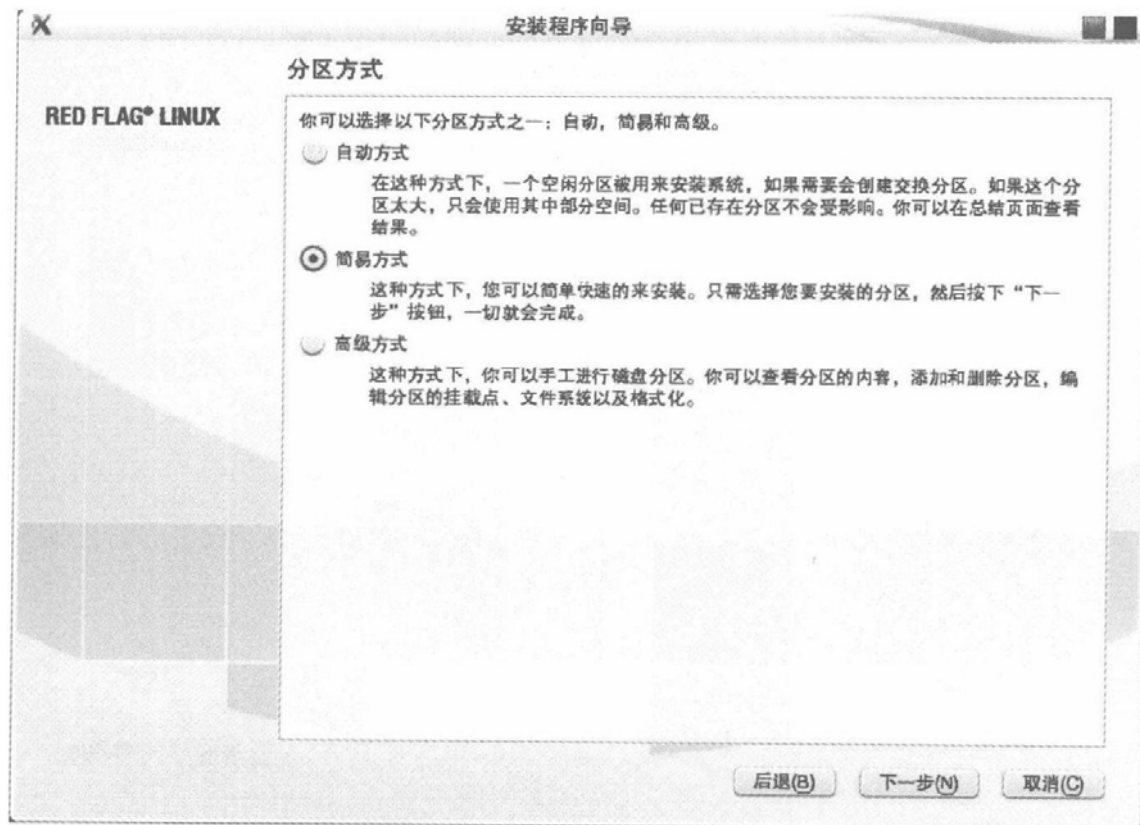 安装程序向导
分区方式
RED FLAG® LINUX
你可以选择以下分区方式之一：自动，简易和高级。
自动方式
在这种方式下，一个空闲分区被用来安装系统，如果需要会创建交换分区。如果这个分
区太大，只会使用其中部分空间。任何已存在分区不会受影响。你可以在总结页面查看
结果。
简易方式
这种方式下，您可以简单快速的来安装。只需选择您要安装的分区，然后按下“下一
步”按钮，一切就会完成。
高级方式
这种方式下，你可以手工进行磁盘分区。你可以查看分区的内容，添加和删除分区，编
辑分区的挂载点、文件系统以及格式化。
后退(B)
下一步(N)
取消(C)